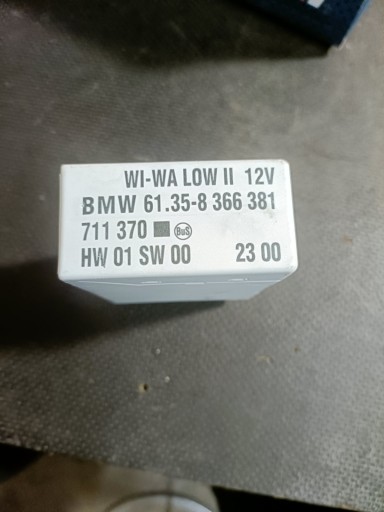 WI-WA LOW II 12V
BMW 61.35-8 366 381
711 370 BuS
HW 01 SW 00 23 00